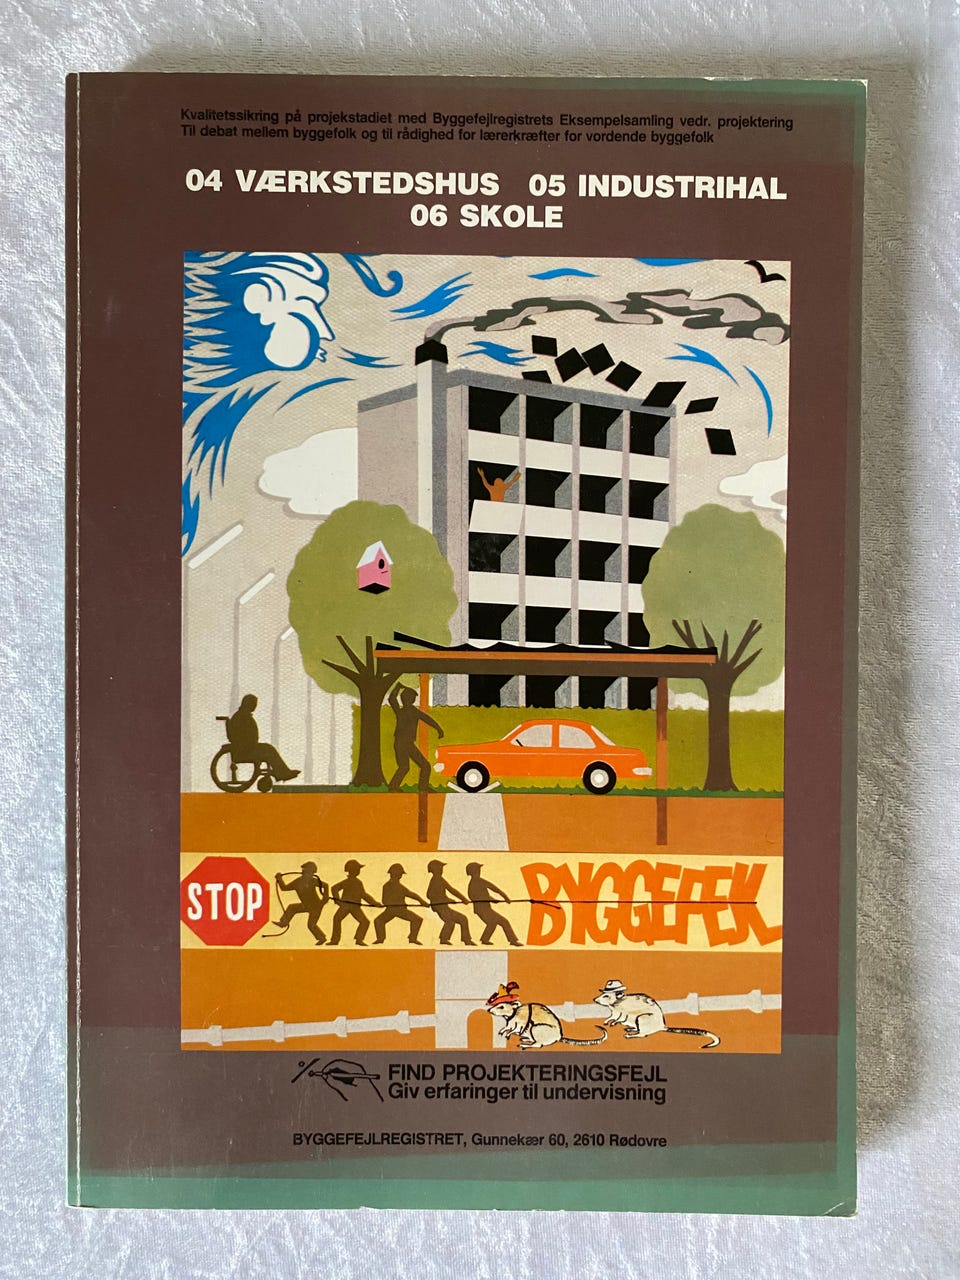 Kvalitetssikring på projekstadiet med Byggefejlregistrets Eksempelsamling vedr. projektering
Til debat mellem byggefolk og til rådighed for lærerkræfter for vordende byggefolk
04 VÆRKSTEDSHUS 05 INDUSTRIHAL
06 SKOLE
STOP
BYGGEFEJL
% FIND PROJEKTERINGSFEJL
Giv erfaringer til undervisning
BYGGEFEJLREGISTRET, Gunnekær 60, 2610 Rødovre